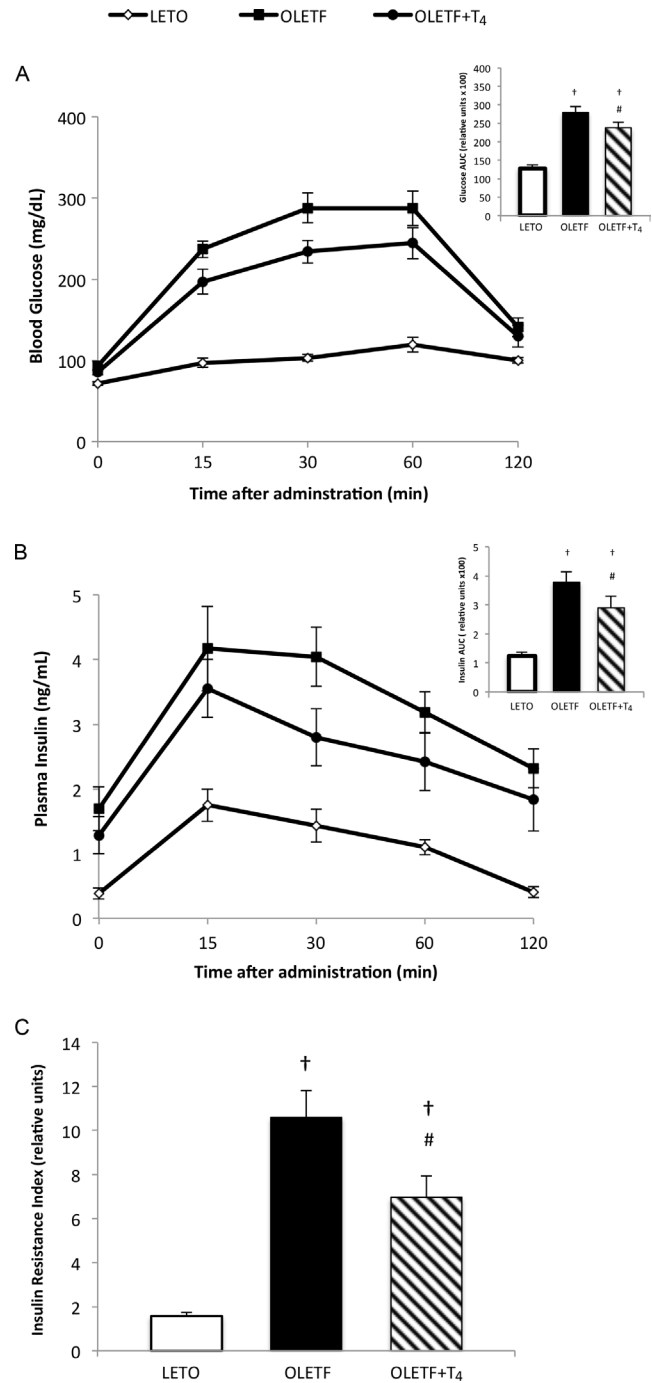 LETO OLETF OLETF+T4
A
Blood Glucose (mg/dL)
400
300
200
100
0
0 15 30 60 120
Time after adminstration (min)
Glucose AUC (relative units x 100)
400
350
300
250
200
150
100
50
0
† †
#
LETO OLETF OLETF+T4
B
Plasma Insulin (ng/mL)
5
4
3
2
1
0
0 15 30 60 120
Time after administration (min)
Insulin AUC ( relative units x100)
5
4
3
2
1
0
† †
#
LETO OLETF OLETF+T4
C
Insulin Resistance Index (relative units)
14
12
10
8
6
4
2
0
†
†
#
LETO OLETF OLETF+T4